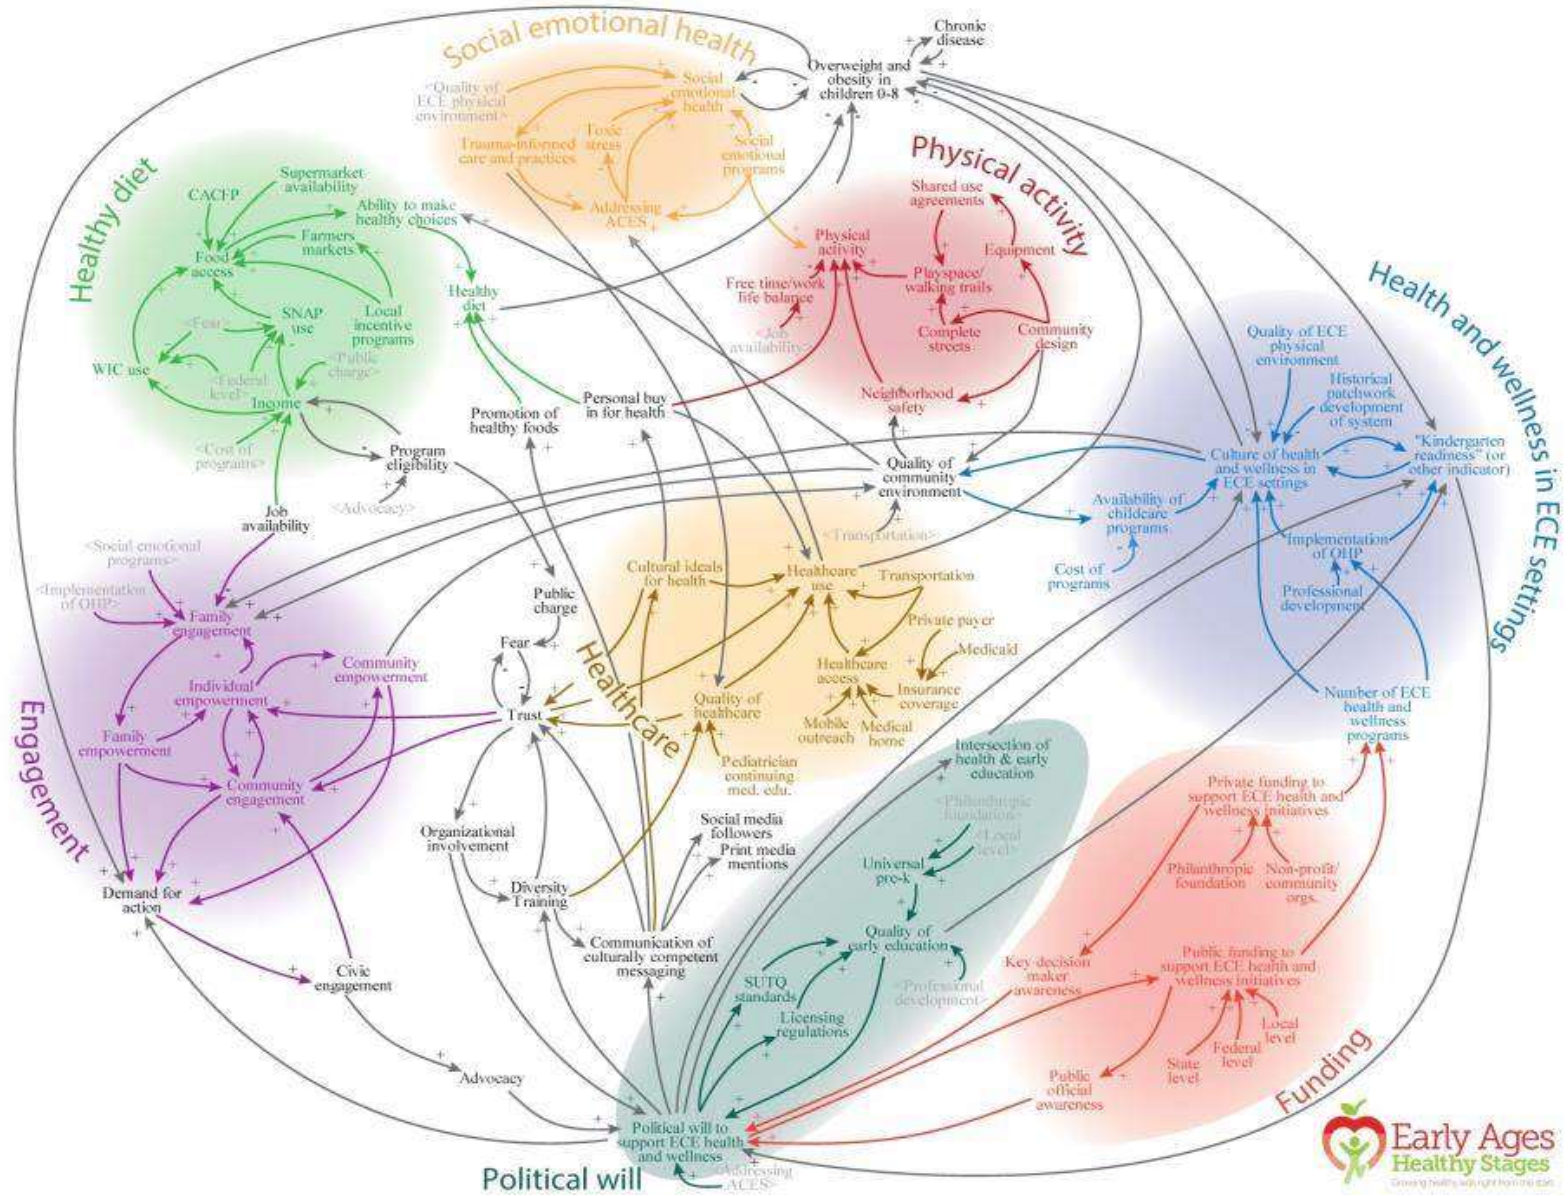 Social emotional health
Chronic
disease
Overweight and
obesity in
children 0-8
<Quality of
ECE physical
environment>
Social
emotional
health
Trauma-informed
care and practices
Toxic
stress
Social
emotional
programs
Addressing
ACES
Healthy diet
Supermarket
availability
CACFP
Ability to make
healthy choices
Farmers
markets
Food
access
Healthy
diet
SNAP
use
Local
incentive
programs
<Fear>
WIC use
<Federal
level>
<Public
charge>
Income
<Cost of
programs>
Program
eligibility
<Advocacy>
Job
availability
Promotion of
healthy foods
Personal buy
in for health
Physical activity
Shared use
agreements
Physical
activity
Equipment
Free time/work
life balance
Playspace/
walking trails
<Job
availability>
Complete
streets
Community
design
Neighborhood
safety
Quality of
community
environment
<Transportation>
Health and wellness in ECE settings
Quality of ECE
physical
environment
Historical
patchwork
development
of system
Culture of health
and wellness in
ECE settings
"Kindergarten
readiness" (or
other indicator)
Availability of
childcare
programs
Cost of
programs
Implementation
of OHP
Professional
development
Number of ECE
health and
wellness
programs
Engagement
<Social emotional
programs>
<Implementation
of OHP>
Family
engagement
Individual
empowerment
Community
empowerment
Family
empowerment
Community
engagement
Demand for
action
Civic
engagement
Advocacy
Public
charge
Fear
Trust
Organizational
involvement
Diversity
Training
Communication of
culturally competent
messaging
Social media
followers
Print media
mentions
Healthcare
Cultural ideals
for health
Healthcare
use
Transportation
Private payer
Medicaid
Healthcare
access
Insurance
coverage
Quality of
healthcare
Mobile
outreach
Medical
home
Pediatrician
continuing
med. edu.
Intersection of
health & early
education
<Philanthropic
foundation>
<Local
level>
Universal
pre-k
Quality of
early education
SUTQ
standards
<Professional
development>
Licensing
regulations
Political will to
support ECE health
and wellness
<Addressing
ACES>
Political will
Private funding to
support ECE health and
wellness initiatives
Philanthropic
foundation
Non-profit/
community
orgs.
Key decision
maker
awareness
Public funding to
support ECE health and
wellness initiatives
Local
level
Federal
level
State
level
Public
official
awareness
Funding
Early Ages
Healthy Stages